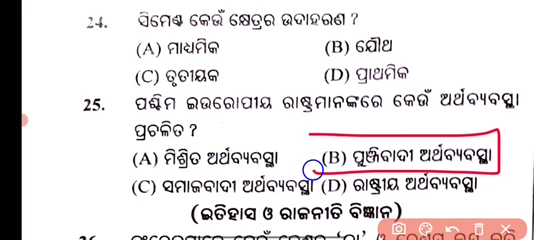 24. ସିମେଣ୍ଟ କେଉଁ କ୍ଷେତ୍ରର ଉଦାହରଣ ?
(A) ମାଧ୍ୟମିକ (B) ଯୌଥ
(C) ତୃତୀୟକ (D) ପ୍ରାଥମିକ
25. ପଶ୍ଚିମ ଇଉରୋପୀୟ ରାଷ୍ଟ୍ରମାନଙ୍କରେ କେଉଁ ଅର୍ଥବ୍ୟବସ୍ଥା
ପ୍ରଚଳିତ ?
(A) ମିଶ୍ରିତ ଅର୍ଥବ୍ୟବସ୍ଥା (B) ପୁଞ୍ଜିବାଦୀ ଅର୍ଥବ୍ୟବସ୍ଥା
(C) ସମାଜବାଦୀ ଅର୍ଥବ୍ୟବସ୍ଥା (D) ରାଷ୍ଟ୍ରୀୟ ଅର୍ଥବ୍ୟବସ୍ଥା
(ଇତିହାସ ଓ ରାଜନୀତି ବିଜ୍ଞାନ)